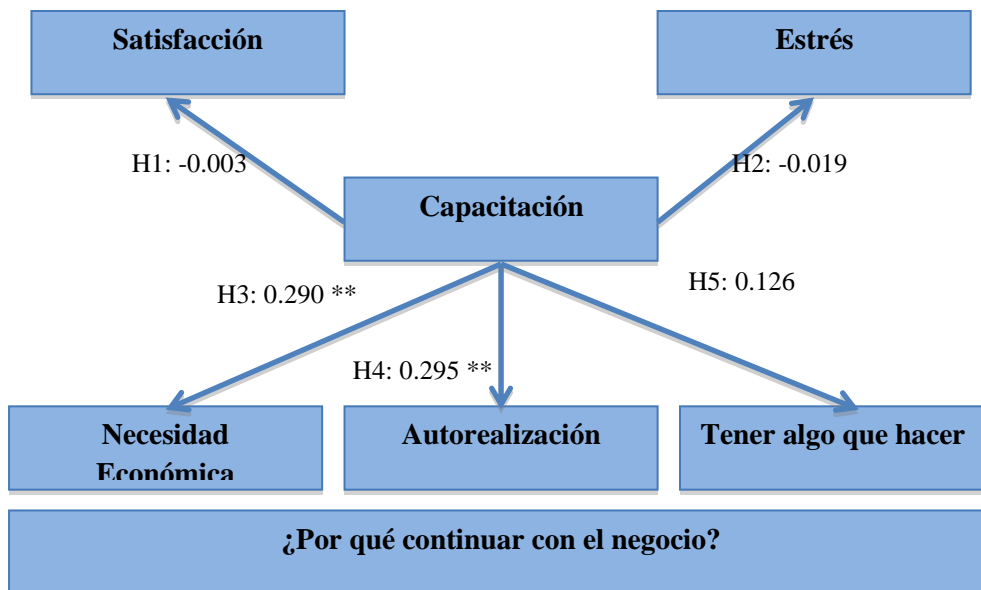 Satisfacción
Estrés
H1: -0.003
H2: -0.019
Capacitación
H3: 0.290 **
H5: 0.126
H4: 0.295 **
Necesidad
Económica
Autorealización
Tener algo que hacer
¿Por qué continuar con el negocio?